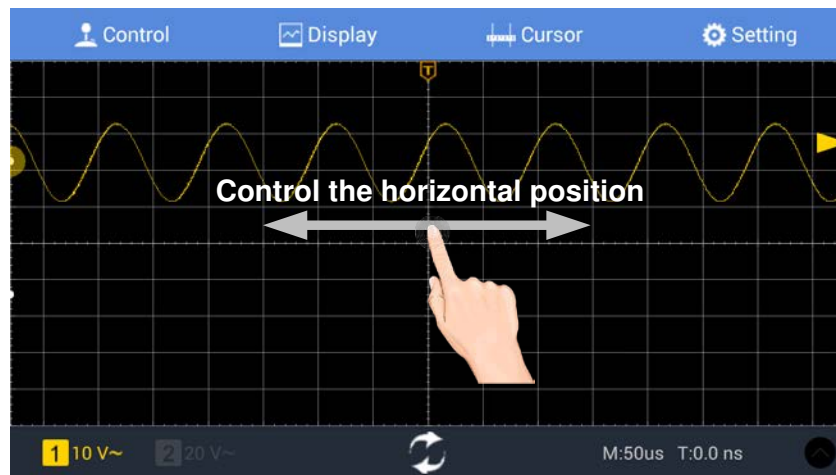 Control Display Cursor Setting
T
Control the horizontal position
1 10 V~ 2 20 V~ M:50us T:0.0 ns